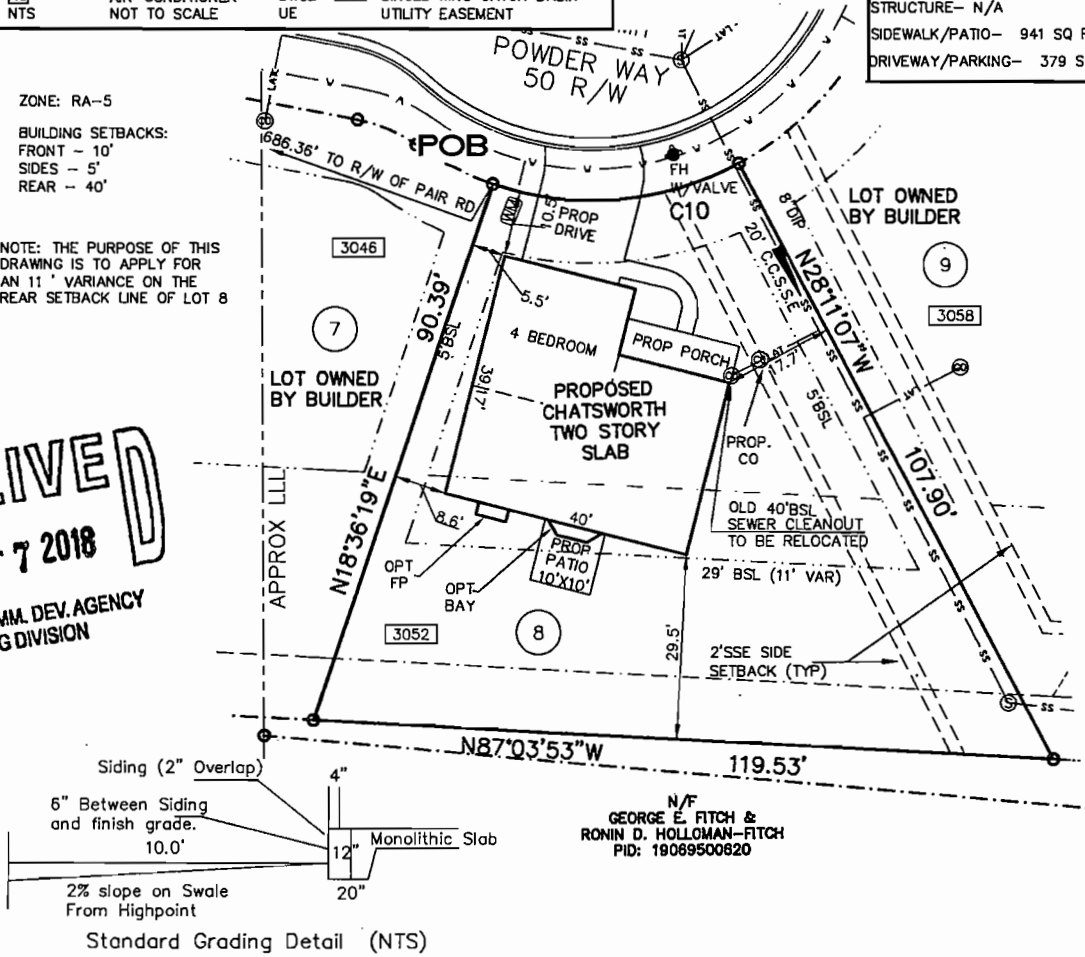 NTS
NOT TO SCALE
UE
UTILITY EASEMENT
STRUCTURE- N/A
SIDEWALK/PATIO- 941 SQ
DRIVEWAY/PARKING- 379 S
POWDER WAY
50 R/W
SS
SS
LAT
SS
LAT
ZONE: RA-5
BUILDING SETBACKS:
FRONT - 10'
SIDES - 5'
REAR - 40'
POB
686.36' TO R/W OF PAIR RD
FH
W/VALVE
C10
WM
10.5'
PROP
DRIVE
8" DIP
20' C.C.S.S.E
LOT OWNED
BY BUILDER
9
3058
NOTE: THE PURPOSE OF THIS
DRAWING IS TO APPLY FOR
AN 11 ' VARIANCE ON THE
REAR SETBACK LINE OF LOT 8
3046
7
LOT OWNED
BY BUILDER
90.39'
5'BSL
5.5'
4 BEDROOM
PROP PORCH
39.17'
PROPOSED
CHATSWORTH
TWO STORY
SLAB
N28°11'07"W
7.7'
LAT
5'BSL
107.90'
PROP.
CO
OLD 40'BSL
SEWER CLEANOUT
TO BE RELOCATED
7 2018
MM. DEV. AGENCY
G DIVISION
APPROX LLL
N18°36'19"E
8.6'
40'
OPT
FP
OPT
BAY
PROP
PATIO
10'X10'
29' BSL (11' VAR)
3052
8
29.5'
2'SSE SIDE
SETBACK (TYP)
SS
N87°03'53"W
119.53'
N/F
GEORGE E. FITCH &
RONIN D. HOLLOMAN-FITCH
PID: 19069500620
Siding (2" Overlap)
4"
6" Between Siding
and finish grade.
10.0'
12"
Monolithic Slab
20"
2% slope on Swale
From Highpoint
Standard Grading Detail (NTS)